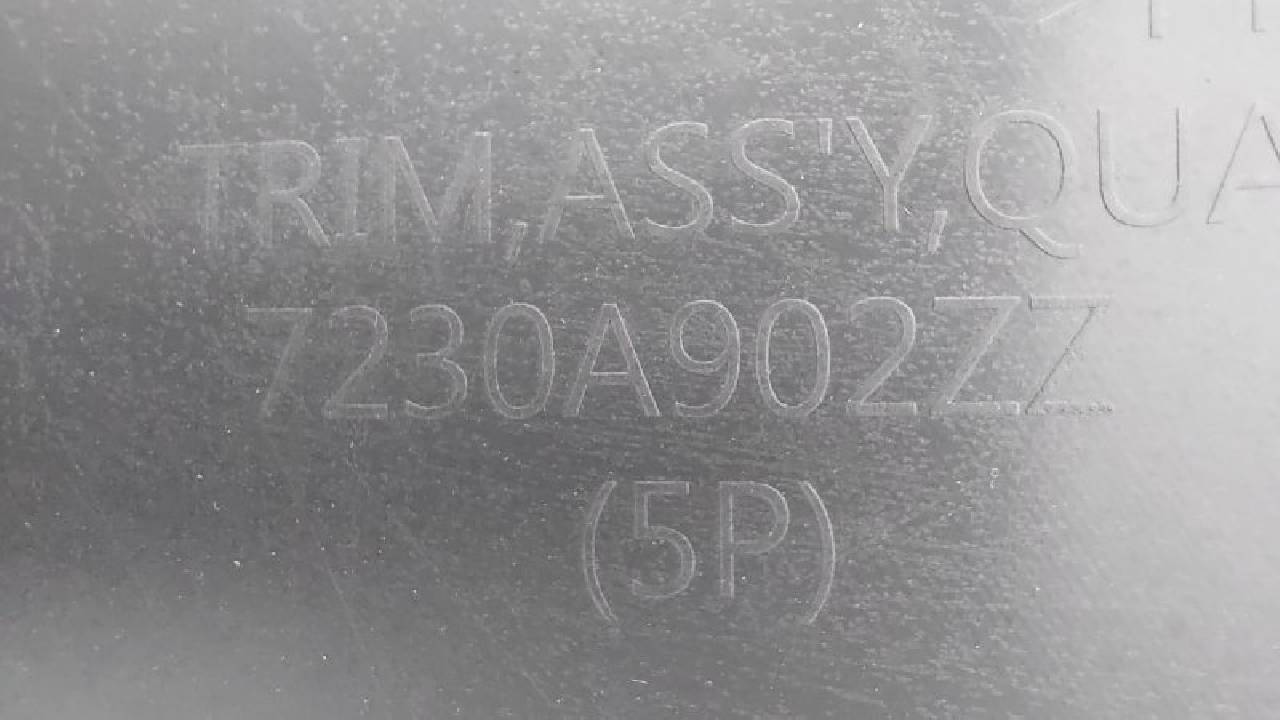 TRIM,ASS'Y,QUA
7230A902ZZ
(5P)